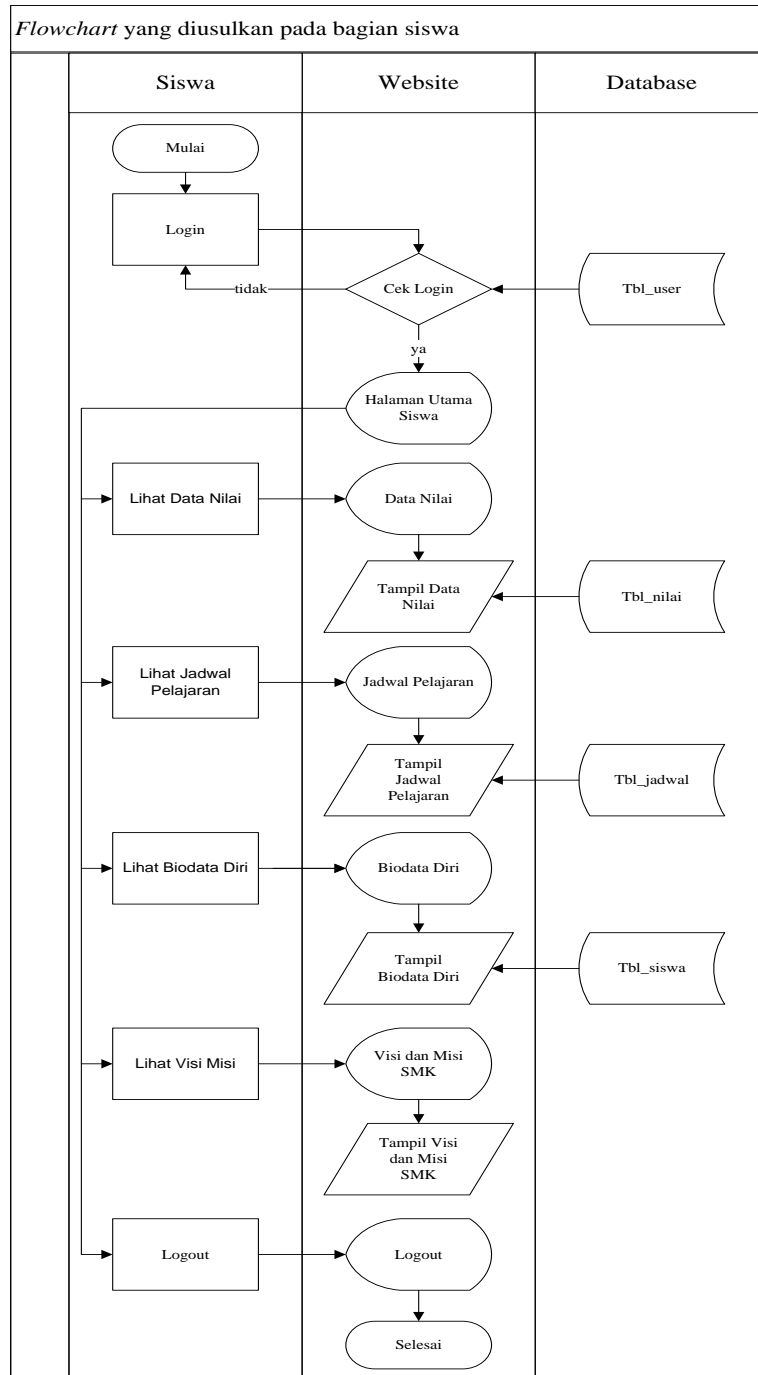 Flowchart yang diusulkan pada bagian siswa
Siswa
Website
Database
Mulai
Login
Cek Login
tidak
Tbl_user
ya
Halaman Utama
Siswa
Lihat Data Nilai
Data Nilai
Tampil Data
Nilai
Tbl_nilai
Lihat Jadwal
Pelajaran
Jadwal Pelajaran
Tampil
Jadwal
Pelajaran
Tbl_jadwal
Lihat Biodata Diri
Biodata Diri
Tampil
Biodata Diri
Tbl_siswa
Lihat Visi Misi
Visi dan Misi
SMK
Tampil Visi
dan Misi
SMK
Logout
Logout
Selesai